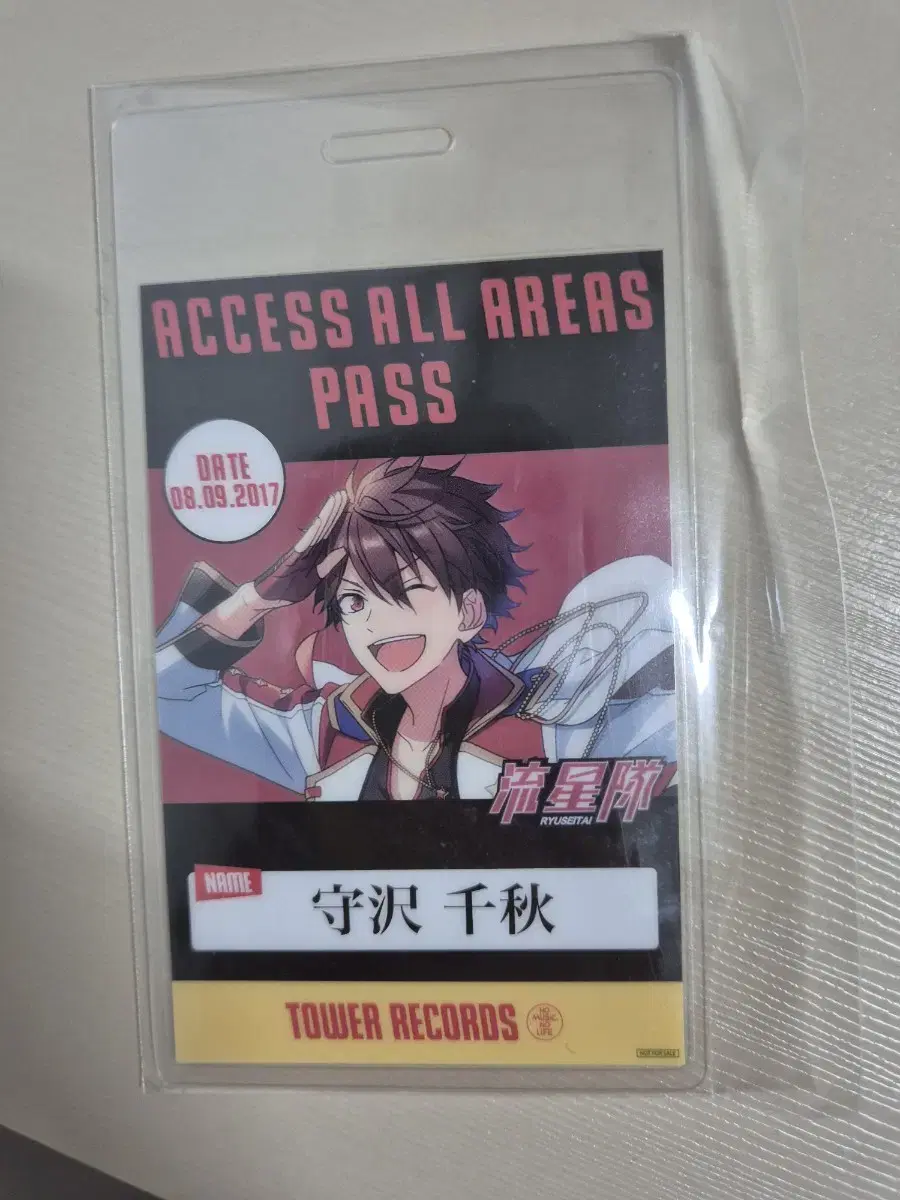 ACCESS ALL AREAS
PASS
DATE
08.09.2017
流星隊
RYUSEITAI
NAME
守沢 千秋
TOWER RECORDS
NO
MUSIC,
NO
LIFE
NOT FOR SALE